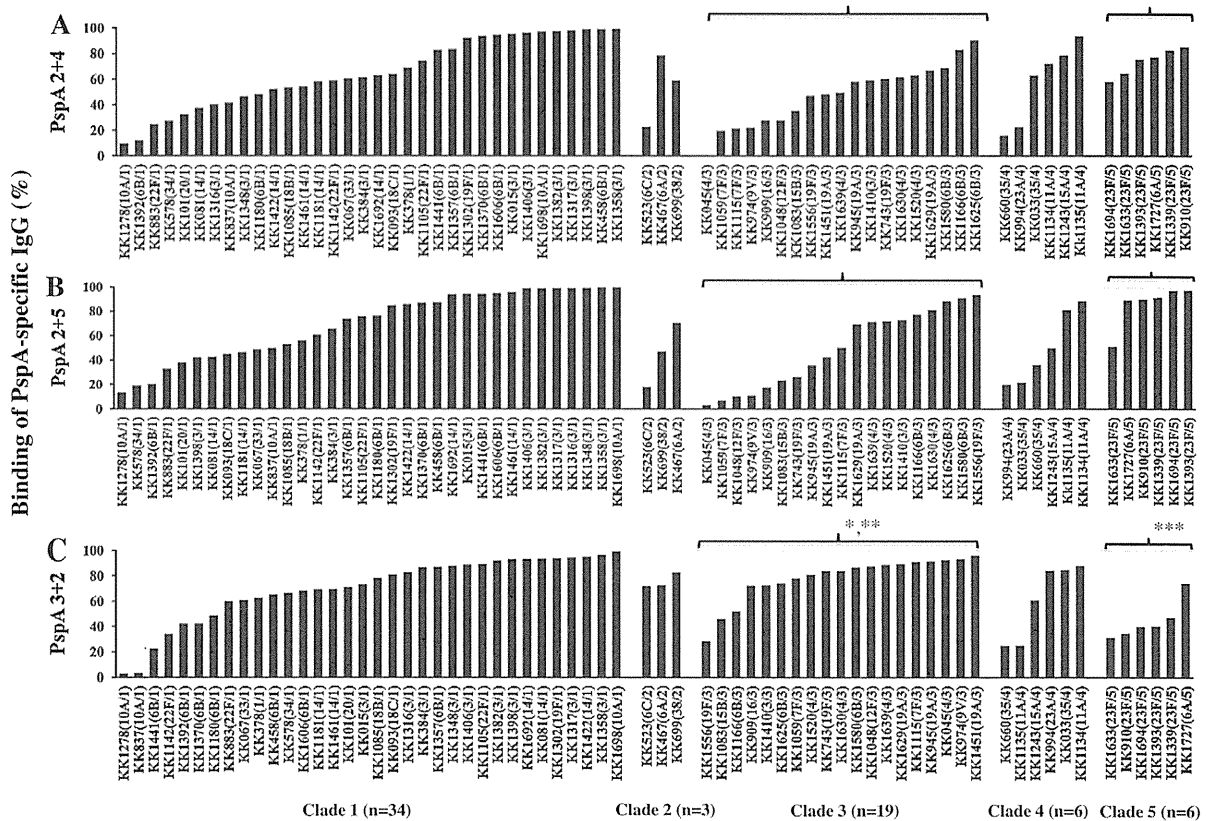 Binding of PspA-specific IgG (%)
A
PspA 2+4
100
80
60
40
20
0
KK1278(10A/1)
KK1392(6B/1)
KK883(22F/1)
KK578(34/1)
KK101(20/1)
KK081(14/1)
KK1316(3/1)
KK837(10A/1)
KK1348(3/1)
KK1180(6B/1)
KK1422(14/1)
KK1085(18B/1)
KK1461(14/1)
KK1181(14/1)
KK1142(22F/1)
KK067(33/1)
KK384(3/1)
KK1692(14/1)
KK093(18C/1)
KK378(1/1)
KK1105(22F/1)
KK1441(6B/1)
KK1357(6B/1)
KK1302(19F/1)
KK1370(6B/1)
KK1606(6B/1)
KK015(3/1)
KK1406(3/1)
KK1698(10A/1)
KK1382(3/1)
KK1317(3/1)
KK1398(3/1)
KK458(6B/1)
KK1358(3/1)
KK523(6C/2)
KK467(6A/2)
KK699(38/2)
KK045(4/3)
KK1059(7F/3)
KK1115(7F/3)
KK974(9V/3)
KK909(16/3)
KK1048(12F/3)
KK1083(15B/3)
KK1556(19F/3)
KK1451(19A/3)
KK1639(4/3)
KK945(19A/3)
KK1410(3/3)
KK743(19F/3)
KK1630(4/3)
KK1520(4/3)
KK1629(19A/3)
KK1580(6B/3)
KK1166(6B/3)
KK1625(6B/3)
KK660(35/4)
KK994(23A/4)
KK033(35/4)
KK1134(11A/4)
KK1243(15A/4)
Kk1135(11A/4)
KK1694(23F/5)
KK1633(23F/5)
KK1393(23F/5)
KK1727(6A/5)
KK1339(23F/5)
KK910(23F/5)
B
PspA 2+5
100
80
60
40
20
0
KK1278(10A/1)
KK578(34/1)
KK1392(6B/1)
KK883(22F/1)
KK101(20/1)
KK1398(3/1)
KK081(14/1)
KK093(18C/1)
KK1181(14/1)
KK067(33/1)
KK837(10A/1)
KK1085(18B/1)
KK378(1/1)
KK1142(22F/1)
KK384(3/1)
KK1357(6B/1)
KK1105(22F/1)
KK1180(6B/1)
KK1302(19F/1)
KK1422(14/1)
KK1370(6B/1)
KK458(6B/1)
KK1692(14/1)
KK015(3/1)
KK1441(6B/1)
KK1606(6B/1)
KK1461(14/1)
KK1406(3/1)
KK1382(3/1)
KK1317(3/1)
KK1316(3/1)
KK1348(3/1)
KK1358(3/1)
KK1698(10A/1)
KK523(6C/2)
KK699(38/2)
KK467(6A/2)
KK045(4/3)
KK1059(7F/3)
KK1048(12F/3)
KK974(9V/3)
KK909(16/3)
KK1083(15B/3)
KK743(19F/3)
KK945(19A/3)
KK1451(19A/3)
KK1115(7F/3)
KK1629(19A/3)
KK1639(4/3)
KK1520(4/3)
KK1410(3/3)
KK1166(6B/3)
KK1630(4/3)
KK1625(6B/3)
KK1580(6B/3)
KK1556(19F/3)
KK994(23A/4)
KK033(35/4)
KK660(35/4)
KK1243(15A/4)
Kk1135(11A/4)
KK1134(11A/4)
KK1633(23F/5)
KK1727(6A/5)
KK910(23F/5)
KK1339(23F/5)
KK1694(23F/5)
KK1393(23F/5)
C
PspA 3+2
*,**
***
100
80
60
40
20
0
KK1278(10A/1)
KK837(10A/1)
KK1441(6B/1)
KK1142(22F/1)
KK1392(6B/1)
KK1370(6B/1)
KK1180(6B/1)
KK883(22F/1)
KK067(33/1)
KK378(1/1)
KK458(6B/1)
KK578(34/1)
KK1606(6B/1)
KK1181(14/1)
KK1461(14/1)
KK101(20/1)
KK015(3/1)
KK1085(18B/1)
KK093(18C/1)
KK1316(3/1)
KK384(3/1)
KK1357(6B/1)
KK1348(3/1)
KK1406(3/1)
KK1105(22F/1)
KK1382(3/1)
KK1398(3/1)
KK1692(14/1)
KK081(14/1)
KK1302(19F/1)
KK1317(3/1)
KK1422(14/1)
KK1358(3/1)
KK1698(10A/1)
KK523(6C/2)
KK467(6A/2)
KK699(38/2)
KK1556(19F/3)
KK1083(15B/3)
KK1166(6B/3)
KK909(16/3)
KK1410(3/3)
KK1625(6B/3)
KK1059(7F/3)
KK1520(4/3)
KK743(19F/3)
KK1630(4/3)
KK1580(6B/3)
KK1048(12F/3)
KK1639(4/3)
KK1629(19A/3)
KK1115(7F/3)
KK945(19A/3)
KK045(4/3)
KK974(9V/3)
KK1451(19A/3)
KK660(35/4)
KK1135(11A/4)
KK1243(15A/4)
KK994(23A/4)
KK033(35/4)
KK1134(11A/4)
KK1633(23F/5)
KK910(23F/5)
KK1694(23F/5)
KK1393(23F/5)
KK1339(23F/5)
KK1727(6A/5)
Clade 1 (n=34)
Clade 2 (n=3)
Clade 3 (n=19)
Clade 4 (n=6)
Clade 5 (n=6)